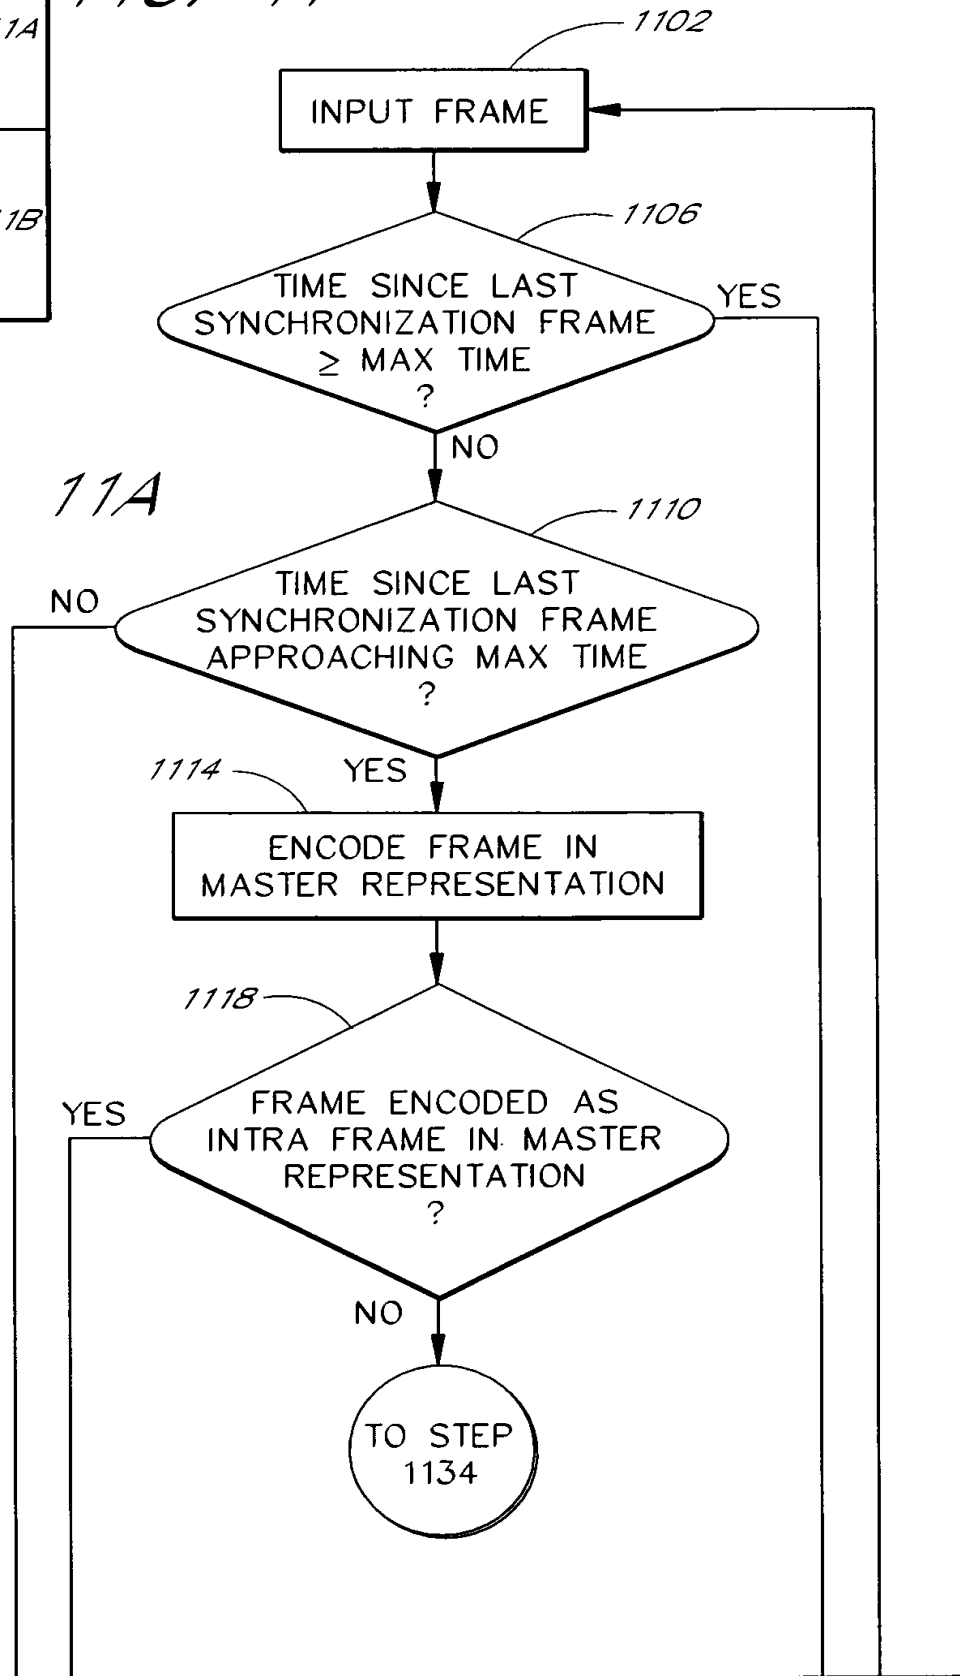 11A
1102
INPUT FRAME
11B
1106
TIME SINCE LAST
SYNCHRONIZATION FRAME
≥ MAX TIME
?
YES
NO
11A
1110
TIME SINCE LAST
SYNCHRONIZATION FRAME
APPROACHING MAX TIME
?
NO
YES
1114
ENCODE FRAME IN
MASTER REPRESENTATION
1118
FRAME ENCODED AS
INTRA FRAME IN MASTER
REPRESENTATION
?
YES
NO
TO STEP
1134